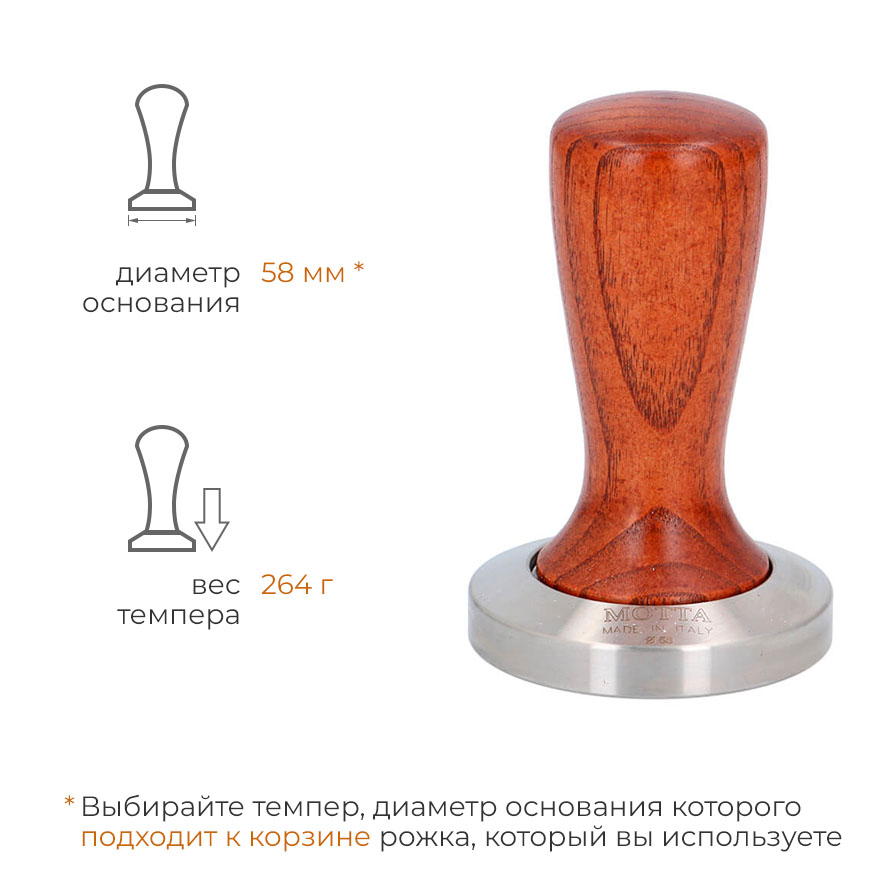 диаметр
основания
58 мм *
вес
темпера
264 г
MOTTA
MADE IN ITALY
* Выбирайте темпер, диаметр основания которого
подходит к корзине рожка, который вы используете